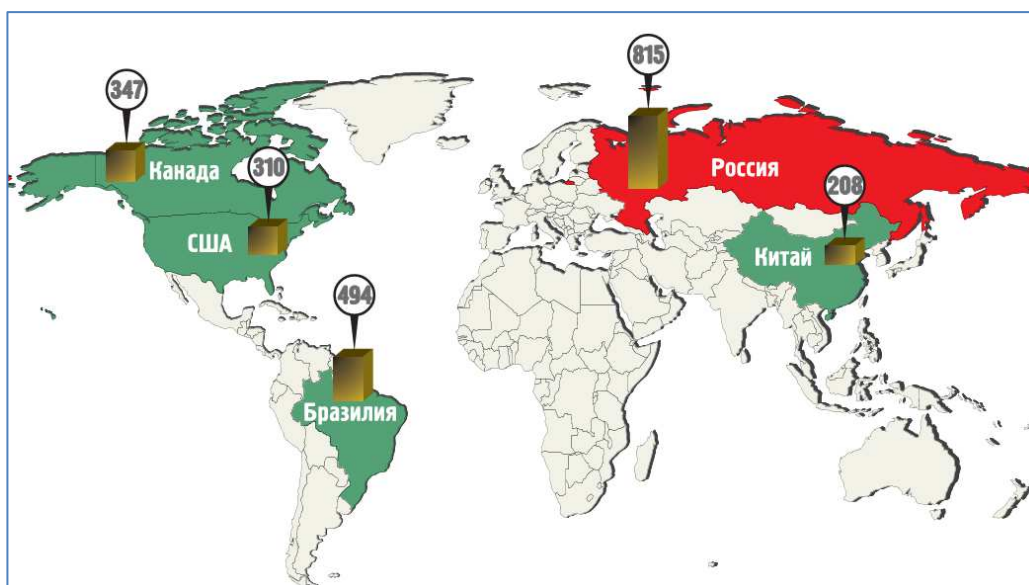 815
347
310
Канада
Россия
208
США
Китай
494
Бразилия